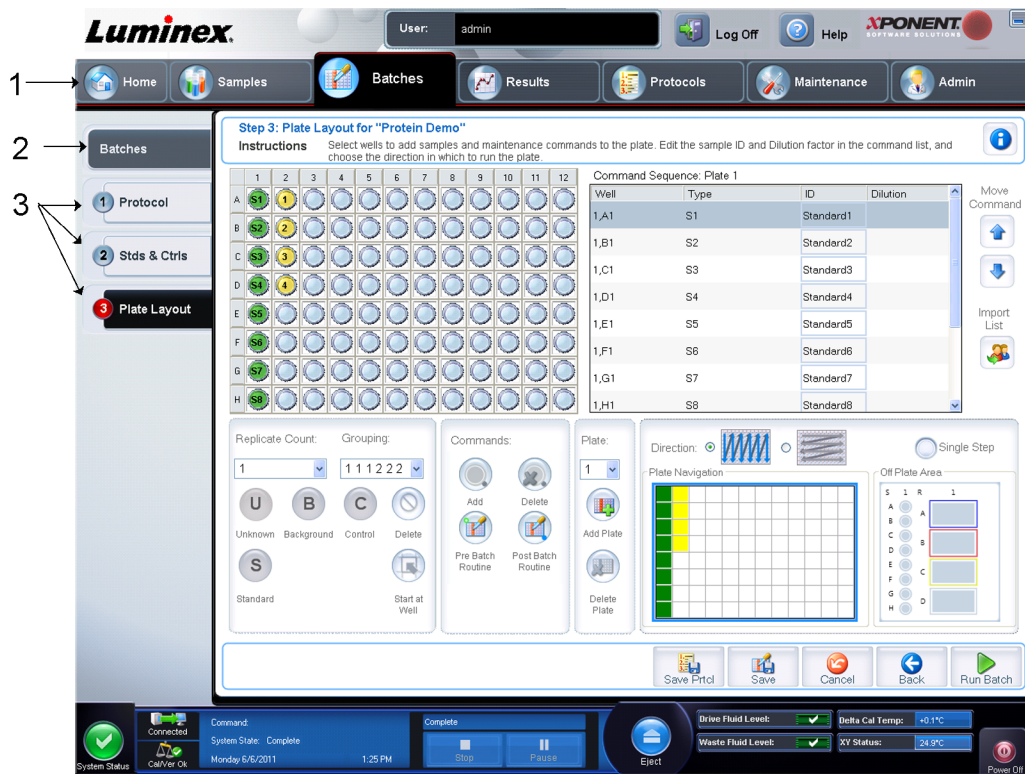 Luminex.
User: admin
Log Off
Help
XPONENT.
SOFTWARE SOLUTIONS
1
Home
Samples
Batches
Results
Protocols
Maintenance
Admin
2
Batches
3
1 Protocol
2 Stds & Ctrls
3 Plate Layout
Step 3: Plate Layout for "Protein Demo"
Instructions Select wells to add samples and maintenance commands to the plate. Edit the sample ID and Dilution factor in the command list, and
choose the direction in which to run the plate.
1 2 3 4 5 6 7 8 9 10 11 12
A S1 1
B S2 2
C S3 3
D S4 4
E S5
F S6
G S7
H S8
Command Sequence: Plate 1
Well Type ID Dilution
1,A1 S1 Standard1
1,B1 S2 Standard2
1,C1 S3 Standard3
1,D1 S4 Standard4
1,E1 S5 Standard5
1,F1 S6 Standard6
1,G1 S7 Standard7
1,H1 S8 Standard8
Move
Command
Import
List
Replicate Count: Grouping:
1 1 1 1 2 2 2
U B C
Unknown Background Control Delete
S
Standard
Start at
Well
Commands:
Add Delete
Pre Batch
Routine
Post Batch
Routine
Plate:
1
Add Plate
Delete
Plate
Direction:
Single Step
Plate Navigation
Off Plate Area
S 1 R 1
A
B
C
D
E
F
G
H
A
B
C
D
Save Prtcl
Save
Cancel
Back
Run Batch
System Status
Connected
Cal/Ver Ok
Command:
System State: Complete
Monday 6/6/2011 1:25 PM
Complete
Stop
Pause
Eject
Drive Fluid Level:
Waste Fluid Level:
Delta Cal Temp: +0.1°C
XY Status: 24.9°C
Power Off